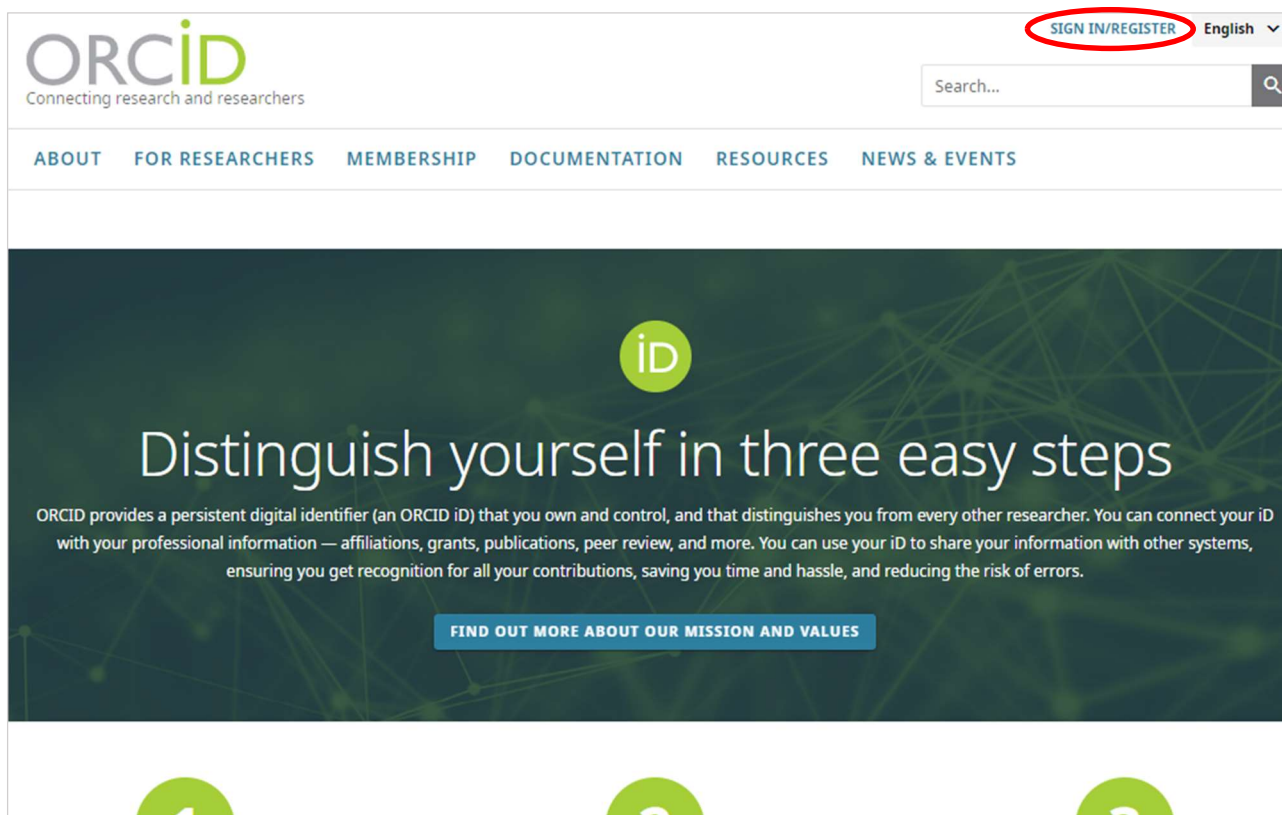 SIGN IN/REGISTER English
ORCiD
Connecting research and researchers
Search...
ABOUT FOR RESEARCHERS MEMBERSHIP DOCUMENTATION RESOURCES NEWS & EVENTS
iD
Distinguish yourself in three easy steps
ORCID provides a persistent digital identifier (an ORCID iD) that you own and control, and that distinguishes you from every other researcher. You can connect your iD
with your professional information — affiliations, grants, publications, peer review, and more. You can use your iD to share your information with other systems,
ensuring you get recognition for all your contributions, saving you time and hassle, and reducing the risk of errors.
FIND OUT MORE ABOUT OUR MISSION AND VALUES